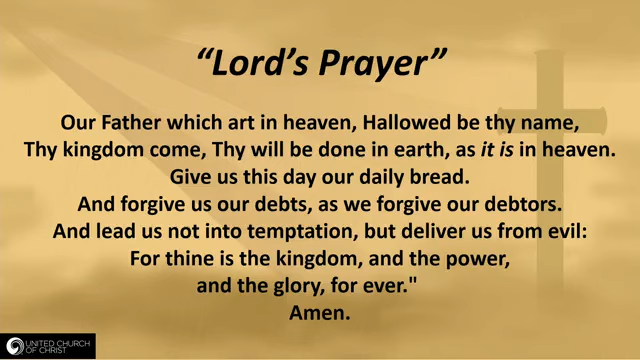 “Lord’s Prayer”
Our Father which art in heaven, Hallowed be thy name,
Thy kingdom come, Thy will be done in earth, as it is in heaven.
Give us this day our daily bread.
And forgive us our debts, as we forgive our debtors.
And lead us not into temptation, but deliver us from evil:
For thine is the kingdom, and the power,
and the glory, for ever."
Amen.
UNITED CHURCH
OF CHRIST